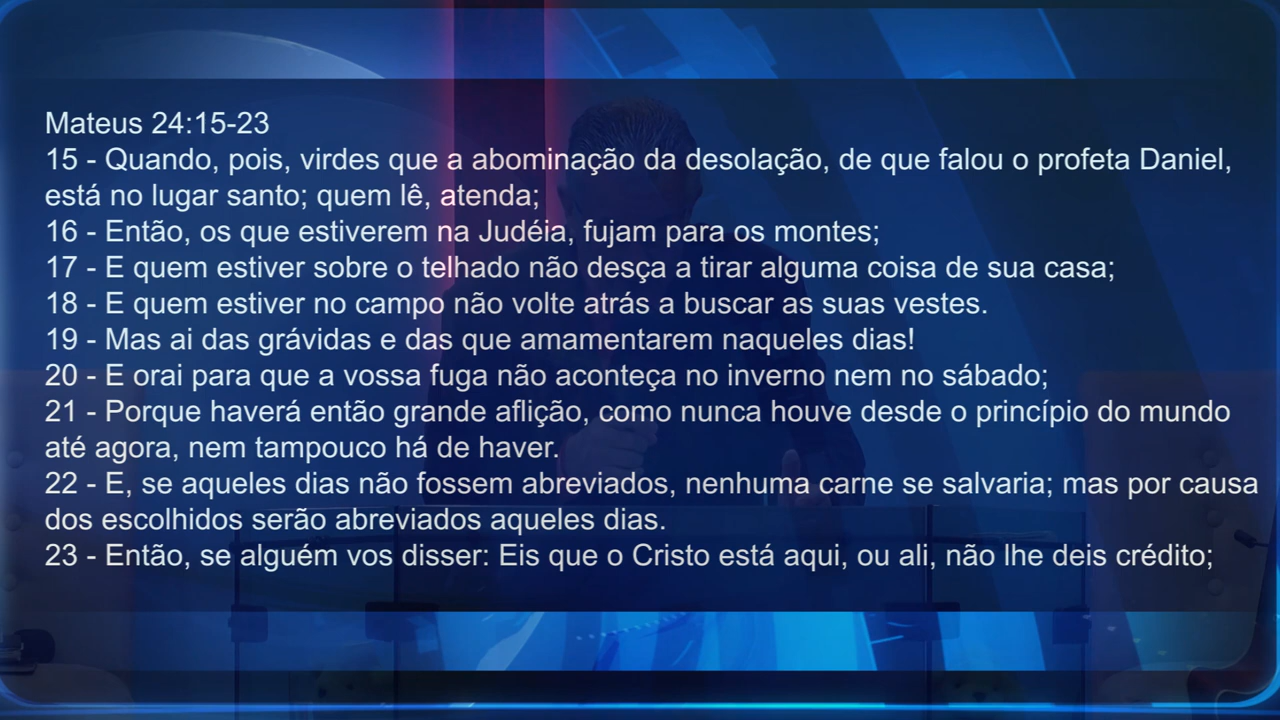 Mateus 24:15-23
15 - Quando, pois, virdes que a abominação da desolação, de que falou o profeta Daniel,
está no lugar santo; quem lê, atenda;
16 - Então, os que estiverem na Judéia, fujam para os montes;
17 - E quem estiver sobre o telhado não desça a tirar alguma coisa de sua casa;
18 - E quem estiver no campo não volte atrás a buscar as suas vestes.
19 - Mas ai das grávidas e das que amamentarem naqueles dias!
20 - E orai para que a vossa fuga não aconteça no inverno nem no sábado;
21 - Porque haverá então grande aflição, como nunca houve desde o princípio do mundo
até agora, nem tampouco há de haver.
22 - E, se aqueles dias não fossem abreviados, nenhuma carne se salvaria; mas por causa
dos escolhidos serão abreviados aqueles dias.
23 - Então, se alguém vos disser: Eis que o Cristo está aqui, ou ali, não lhe deis crédito;